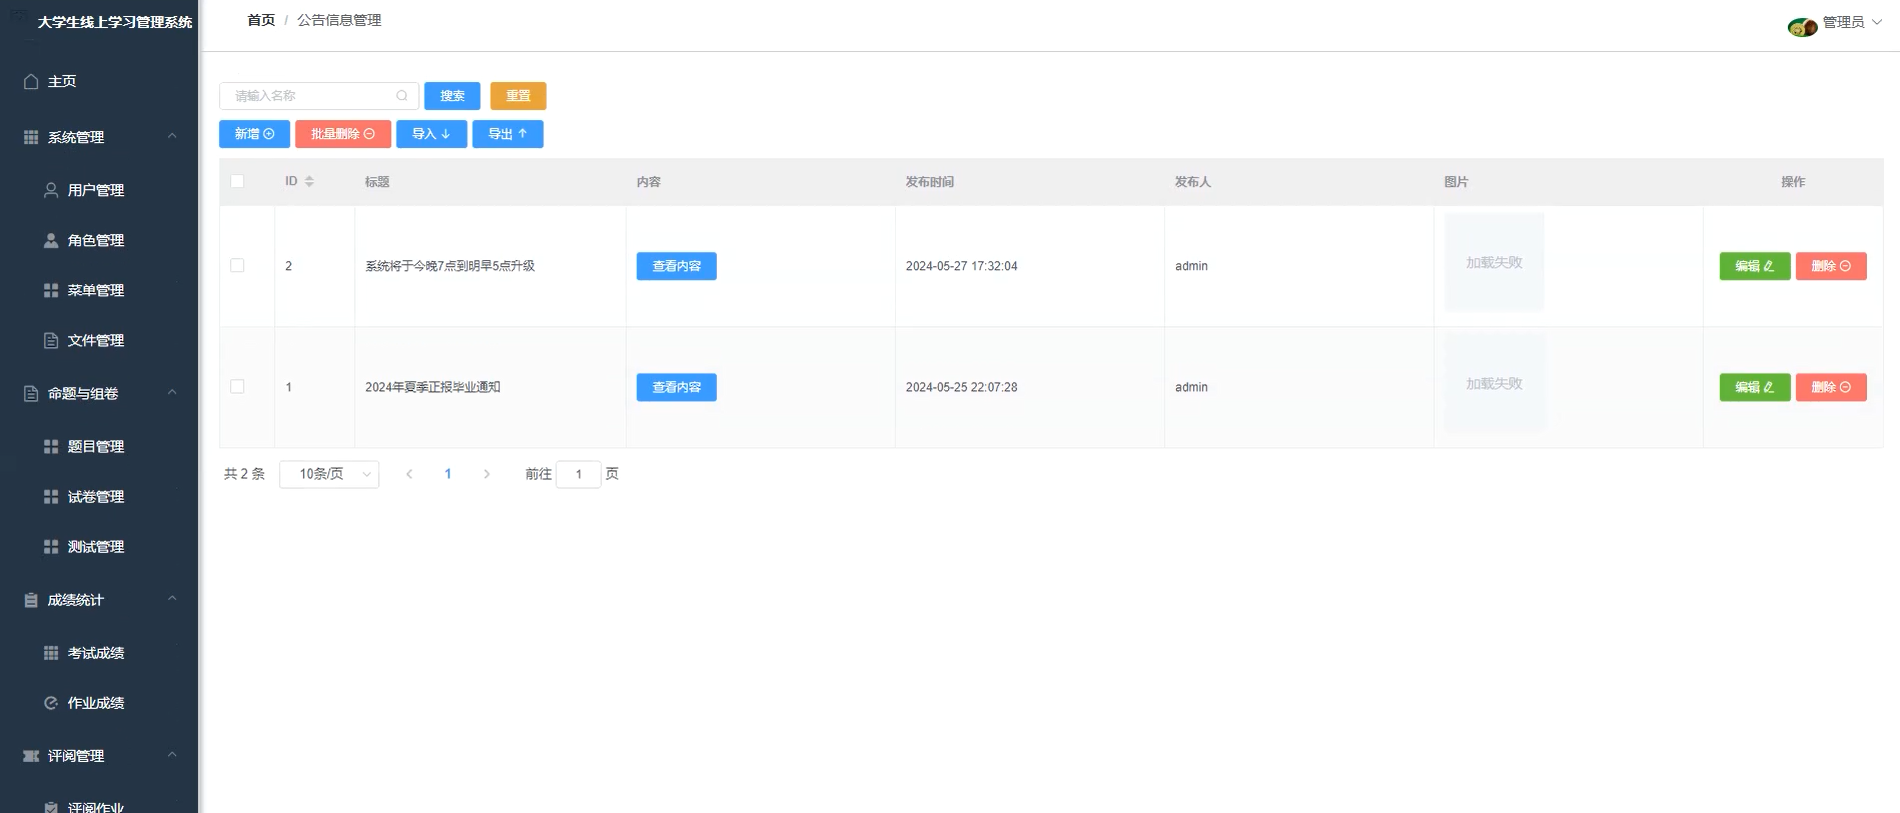 大学生线上学习管理系统
主页
系统管理
用户管理
角色管理
菜单管理
文件管理
命题与组卷
题目管理
试卷管理
测试管理
成绩统计
考试成绩
作业成绩
评阅管理
评阅作业
首页 / 公告信息管理
管理员
请输入名称 搜索 重置
新增 批量删除 导入 导出
ID 标题 内容 发布时间 发布人 图片 操作
2 系统将于今晚7点到明早5点升级 查看内容 2024-05-27 17:32:04 admin 加载失败 编辑 删除
1 2024年夏季正报毕业通知 查看内容 2024-05-25 22:07:28 admin 加载失败 编辑 删除
共 2 条 10条/页 1 前往 1 页